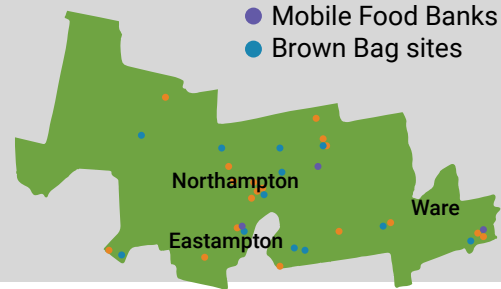 Mobile Food Banks
Brown Bag sites
Northampton
Ware
Eastampton